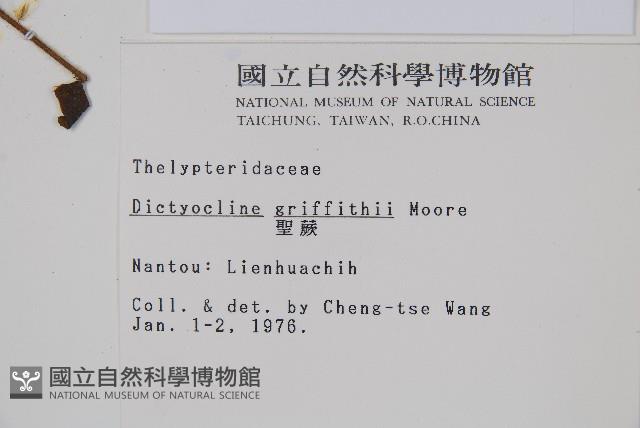 國立自然科學博物館
NATIONAL MUSEUM OF NATURAL SCIENCE
TAICHUNG, TAIWAN, R.O.CHINA
Thelypteridaceae
Dictyocline griffithii Moore
聖蕨
Nantou: Lienhuachih
Coll. & det. by Cheng-tse Wang
Jan. 1-2, 1976.
國立自然科學博物館
NATIONAL MUSEUM OF NATURAL SCIENCE